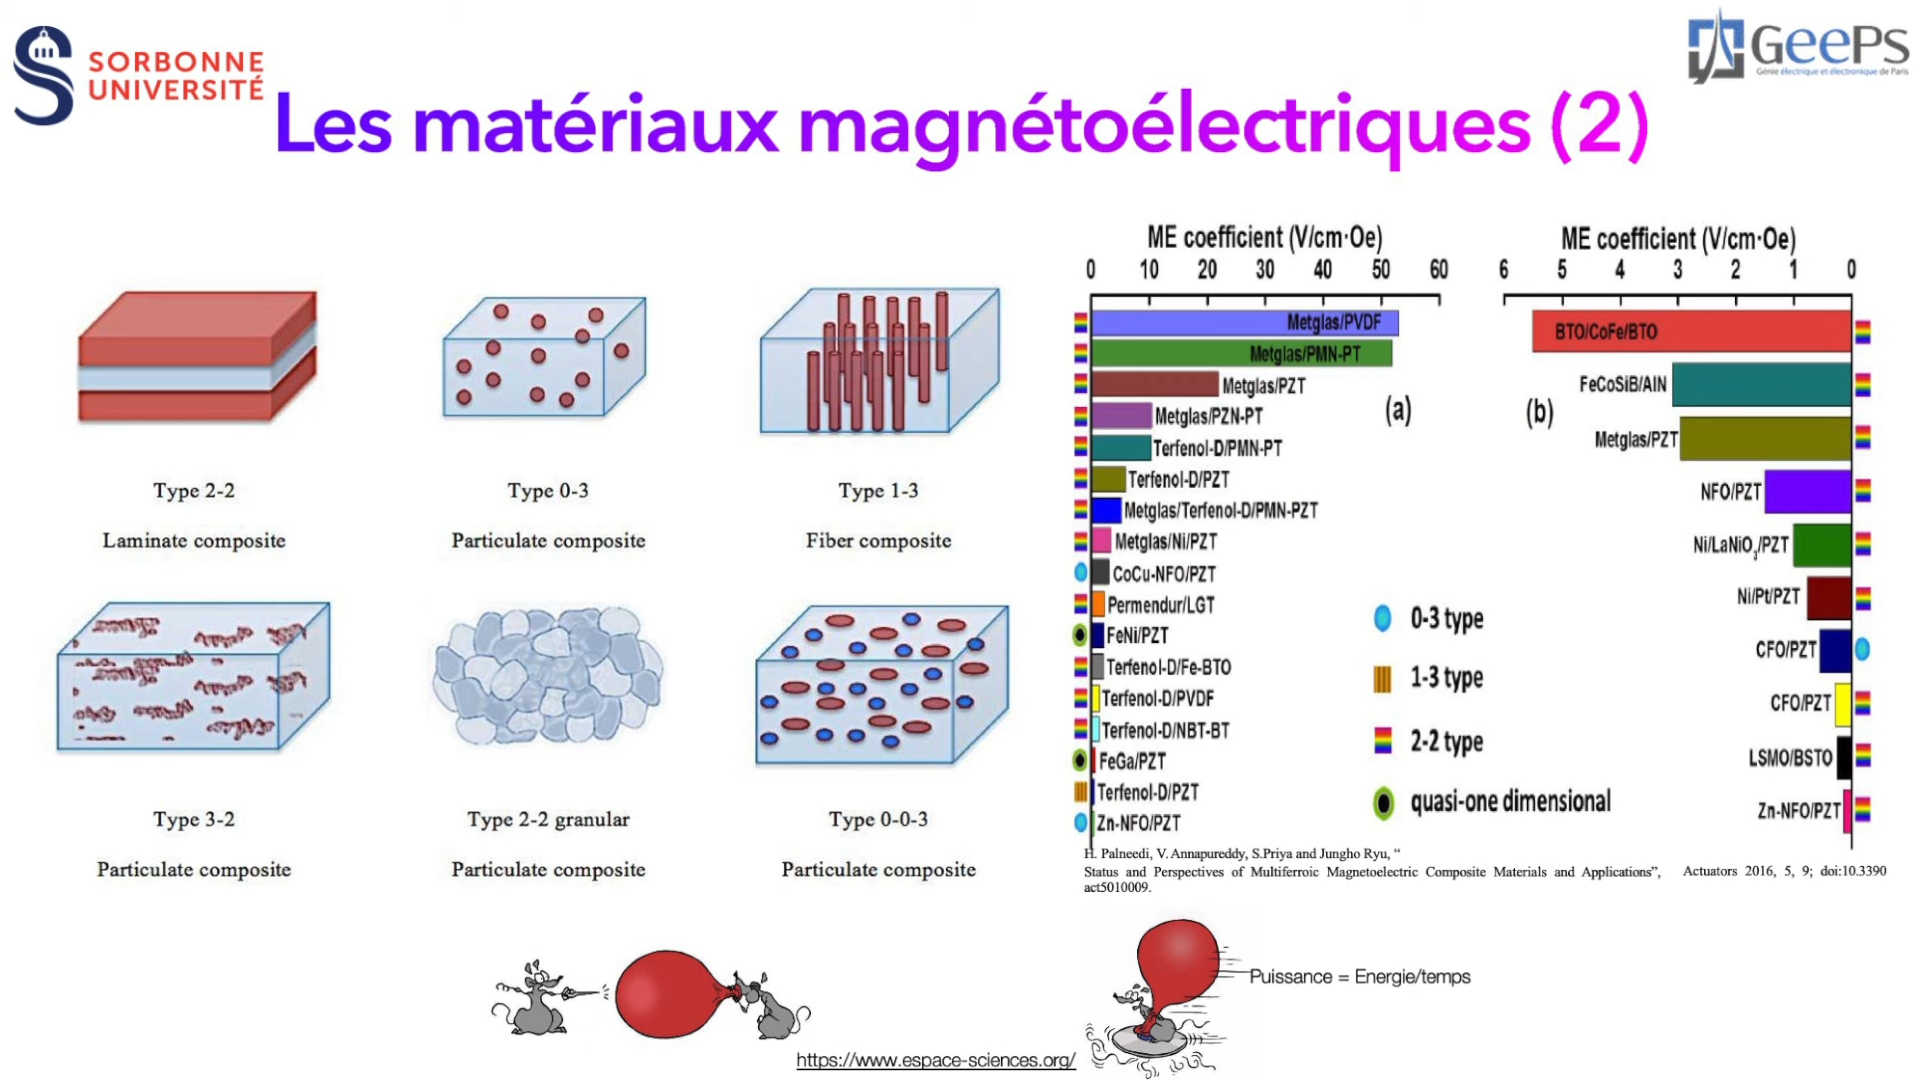 SORBONNE
UNIVERSITÉ
GeePs
Génie électrique et électronique de Paris
Les matériaux magnétoélectriques (2)
Type 2-2
Laminate composite
Type 0-3
Particulate composite
Type 1-3
Fiber composite
Type 3-2
Particulate composite
Type 2-2 granular
Particulate composite
Type 0-0-3
Particulate composite
ME coefficient (V/cm·Oe)
0 10 20 30 40 50 60
Metglas/PVDF
Metglas/PMN-PT
Metglas/PZT
Metglas/PZN-PT
Terfenol-D/PMN-PT
Terfenol-D/PZT
Metglas/Terfenol-D/PMN-PZT
Metglas/Ni/PZT
CoCu-NFO/PZT
Permendur/LGT
FeNi/PZT
Terfenol-D/Fe-BTO
Terfenol-D/PVDF
Terfenol-D/NBT-BT
FeGa/PZT
Terfenol-D/PZT
Zn-NFO/PZT
(a)
ME coefficient (V/cm·Oe)
6 5 4 3 2 1 0
BTO/CoFe/BTO
FeCoSiB/AlN
Metglas/PZT
NFO/PZT
Ni/LaNiO3/PZT
Ni/Pt/PZT
CFO/PZT
CFO/PZT
LSMO/BSTO
Zn-NFO/PZT
(b)
0-3 type
1-3 type
2-2 type
quasi-one dimensional
H. Palneedi, V. Annapureddy, S.Priya and Jungho Ryu, “
Status and Perspectives of Multiferroic Magnetoelectric Composite Materials and Applications”, Actuators 2016, 5, 9; doi:10.3390
act5010009.
Puissance = Energie/temps
https://www.espace-sciences.org/